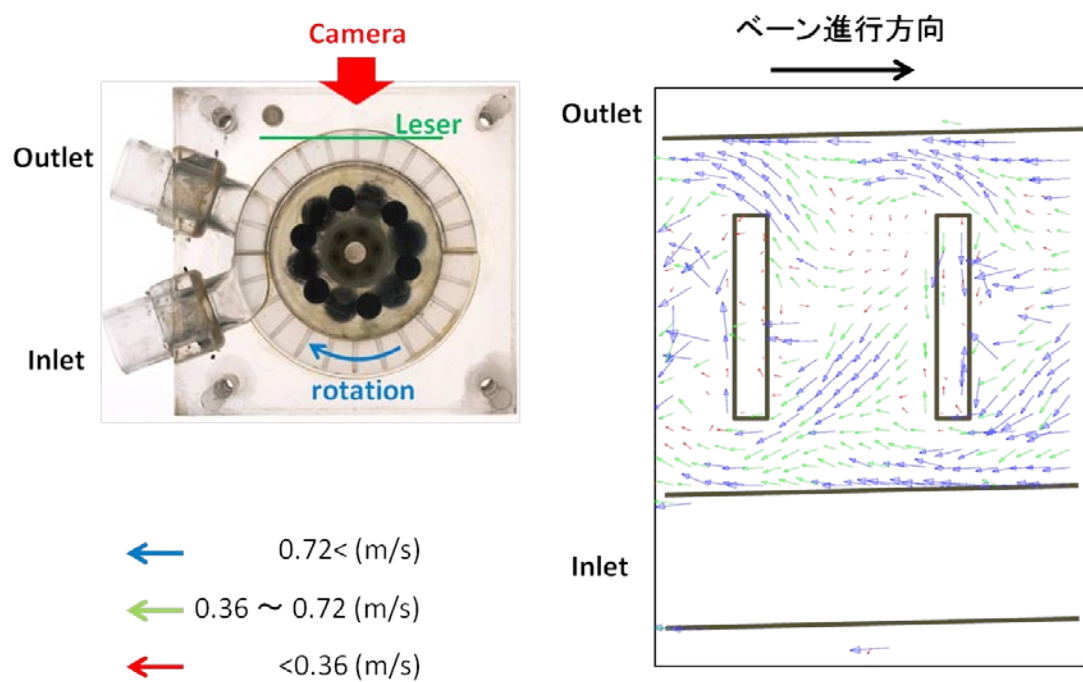 Camera
Leser
Outlet
Inlet
rotation
0.72< (m/s)
0.36 ～ 0.72 (m/s)
<0.36 (m/s)
ベーン進行方向
Outlet
Inlet